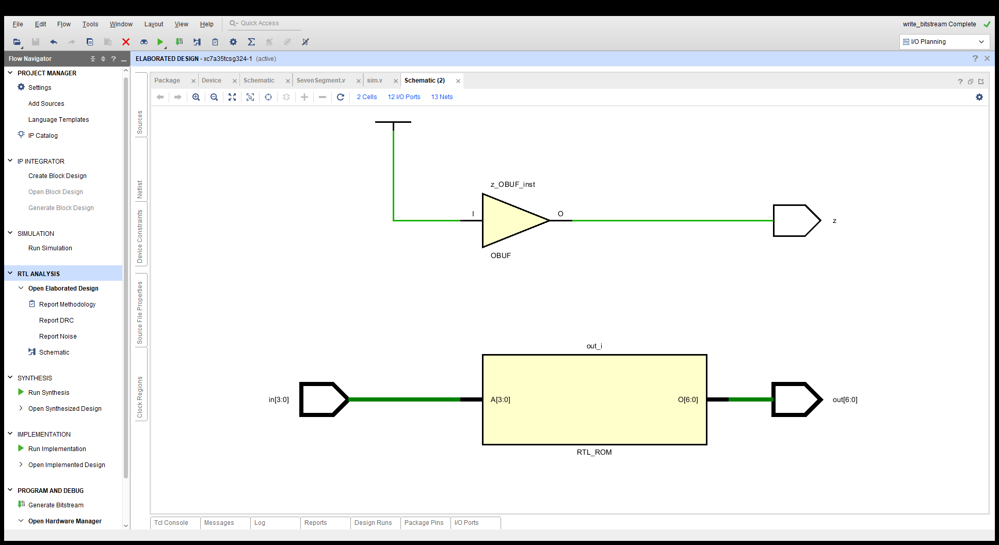 File Edit Flow Tools Window Layout View Help Quick Access write_bitstream Complete
I/O Planning
Flow Navigator ? ELABORATED DESIGN - xc7a35tcsg324-1 (active) ?
PROJECT MANAGER
Settings
Add Sources
Language Templates
IP Catalog
IP INTEGRATOR
Create Block Design
Open Block Design
Generate Block Design
SIMULATION
Run Simulation
RTL ANALYSIS
Open Elaborated Design
Report Methodology
Report DRC
Report Noise
Schematic
SYNTHESIS
Run Synthesis
Open Synthesized Design
IMPLEMENTATION
Run Implementation
Open Implemented Design
PROGRAM AND DEBUG
Generate Bitstream
Open Hardware Manager
Sources
Netlist
Device Constraints
Source File Properties
Clock Regions
Package Device Schematic SevenSegment.v sim.v Schematic (2) ?
2 Cells 12 I/O Ports 13 Nets
z_OBUF_inst
I O
z
OBUF
out_i
in[3:0] A[3:0] O[6:0] out[6:0]
RTL_ROM
Tcl Console Messages Log Reports Design Runs Package Pins I/O Ports